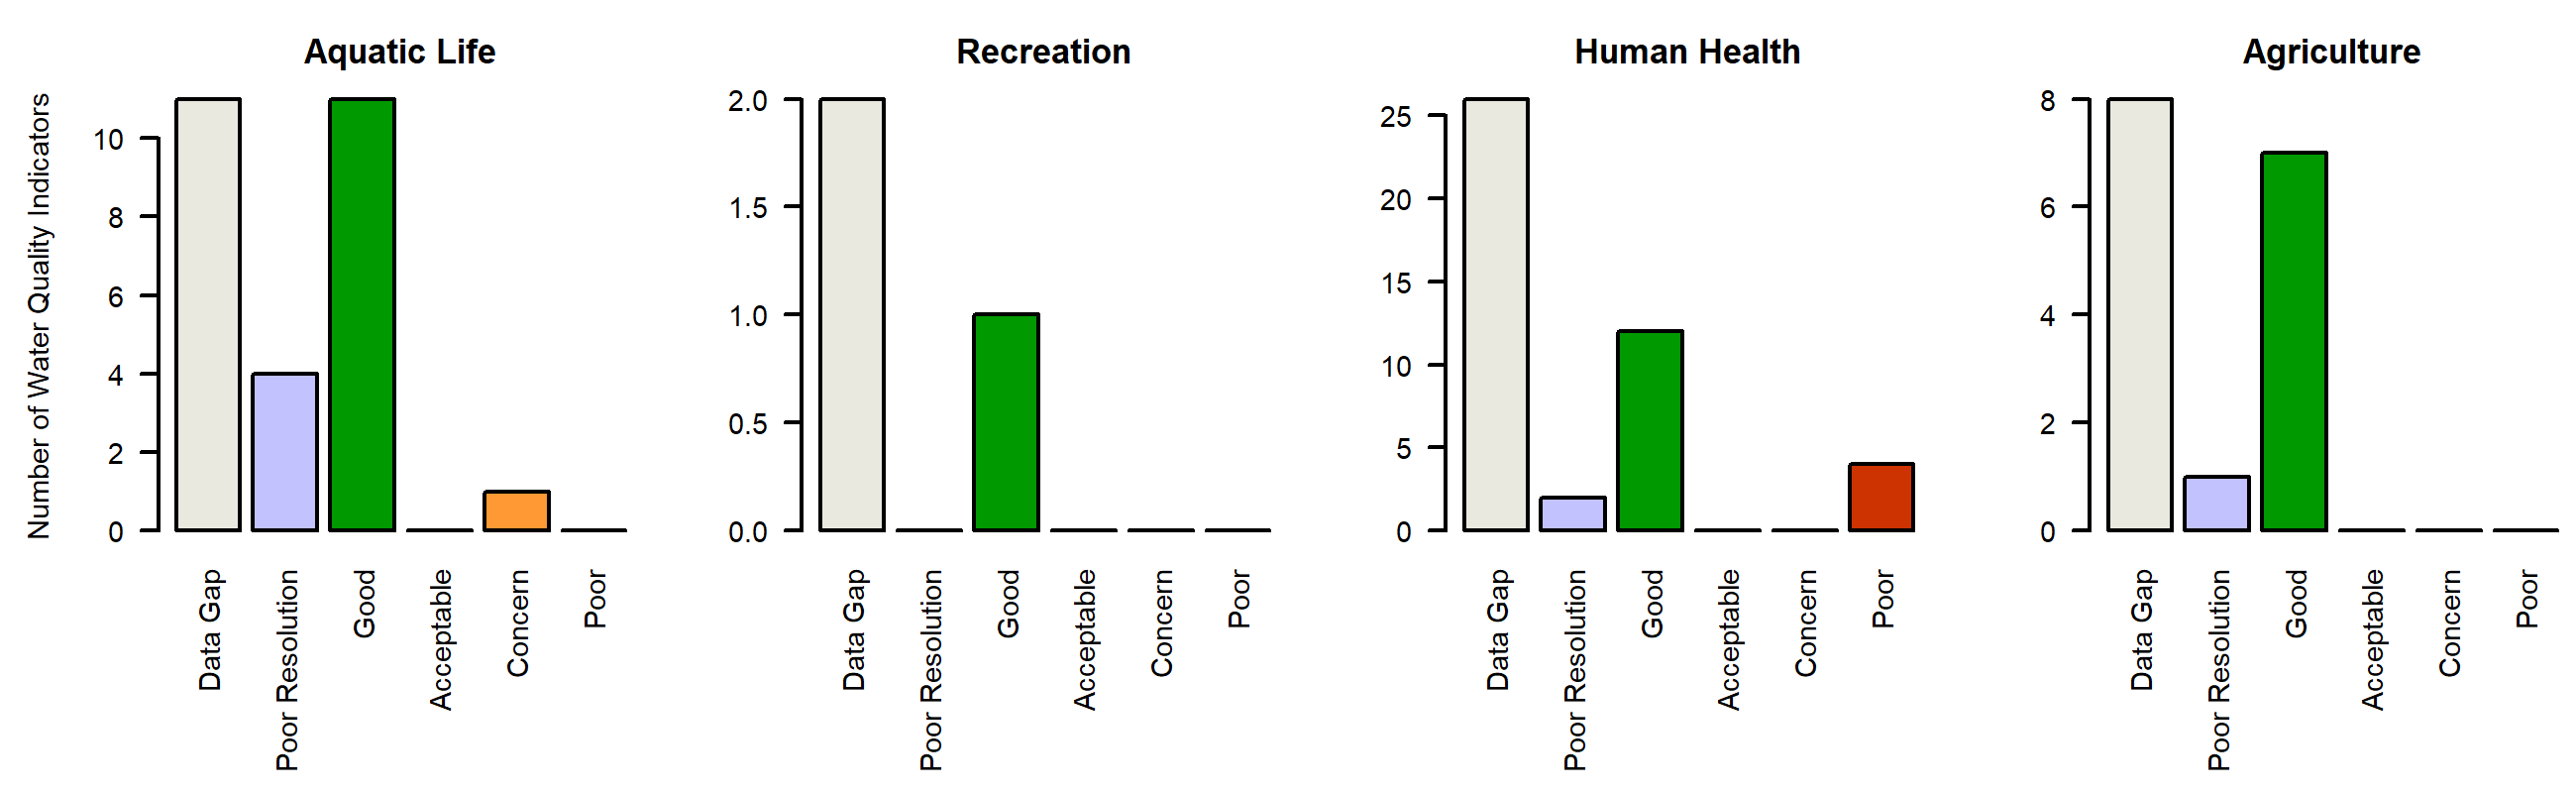 Aquatic Life
Number of Water Quality Indicators
10
8
6
4
2
0
Data Gap
Poor Resolution
Good
Acceptable
Concern
Poor
Recreation
2.0
1.5
1.0
0.5
0.0
Data Gap
Poor Resolution
Good
Acceptable
Concern
Poor
Human Health
25
20
15
10
5
0
Data Gap
Poor Resolution
Good
Acceptable
Concern
Poor
Agriculture
8
6
4
2
0
Data Gap
Poor Resolution
Good
Acceptable
Concern
Poor